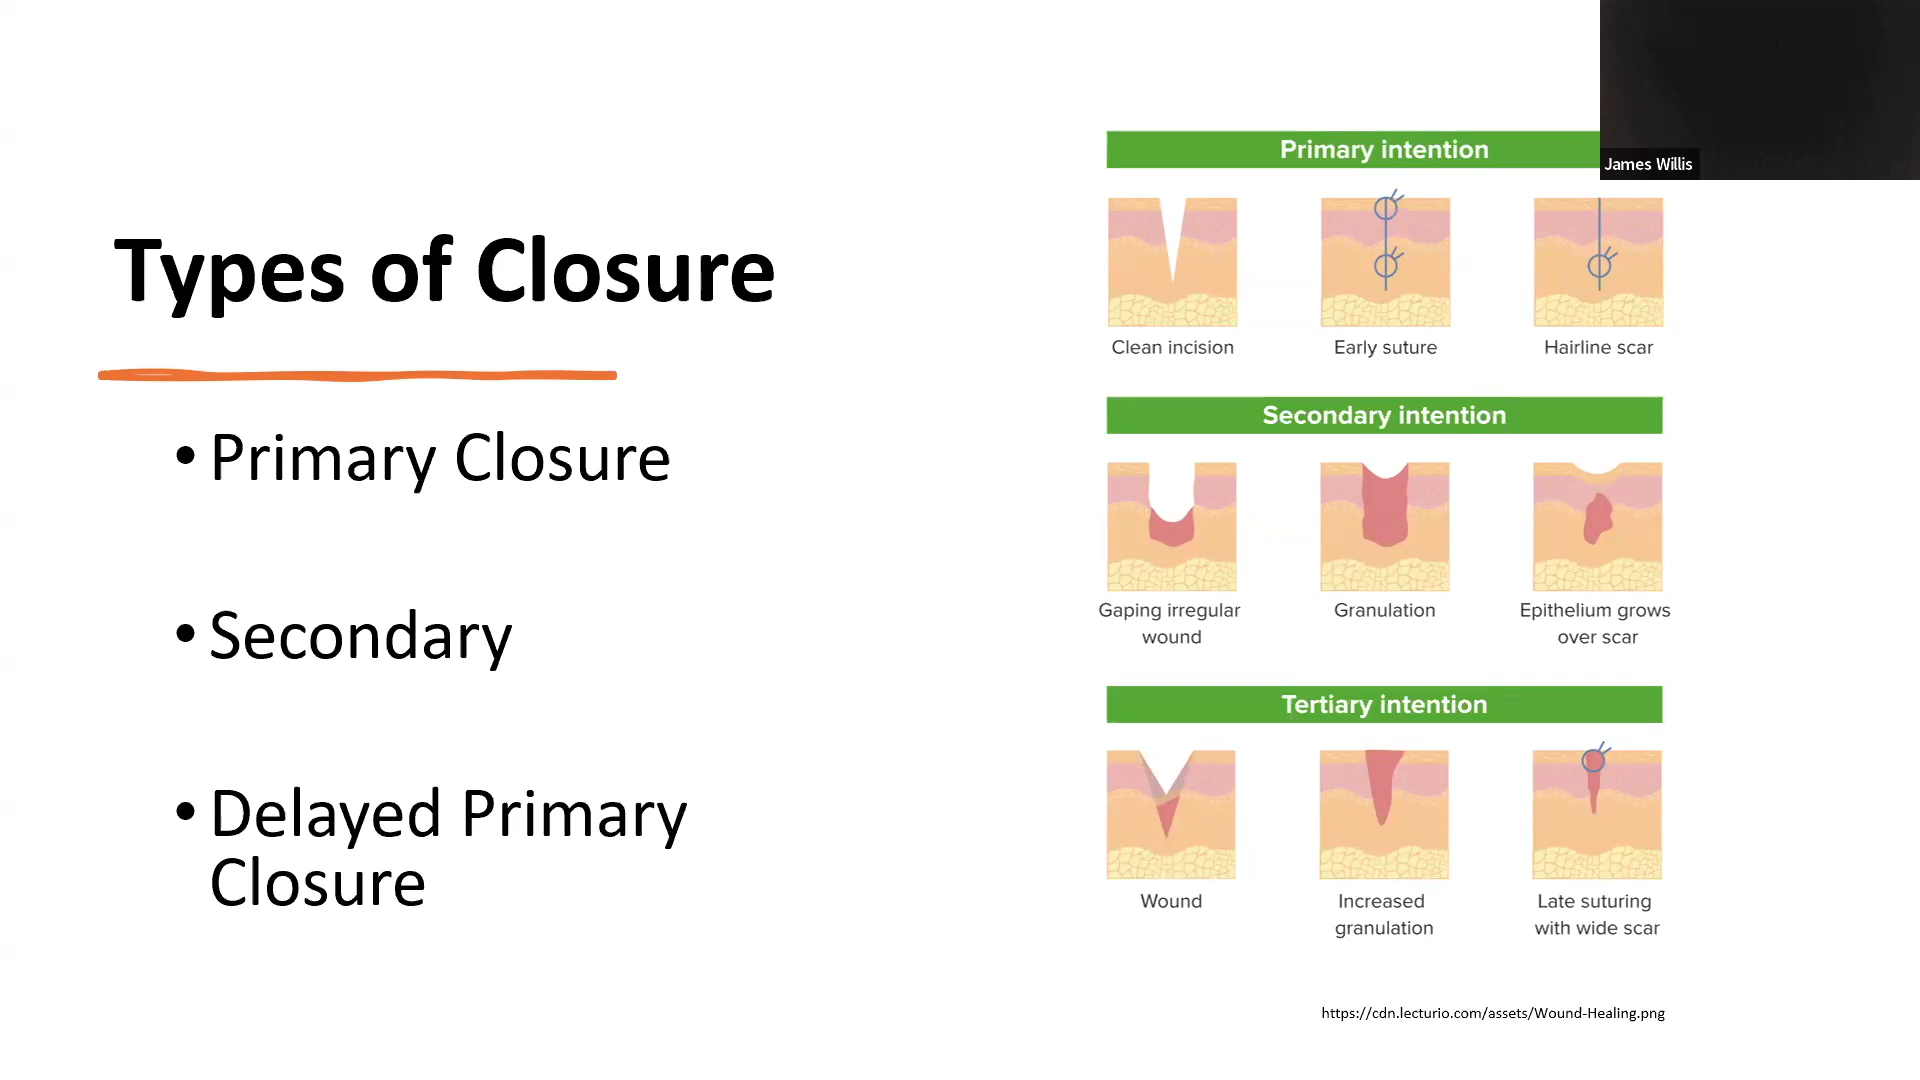 Types of Closure
• Primary Closure
• Secondary
• Delayed Primary
Closure
James Willis
Primary intention
Clean incision
Early suture
Hairline scar
Secondary intention
Gaping irregular
wound
Granulation
Epithelium grows
over scar
Tertiary intention
Wound
Increased
granulation
Late suturing
with wide scar
https://cdn.lecturio.com/assets/Wound-Healing.png